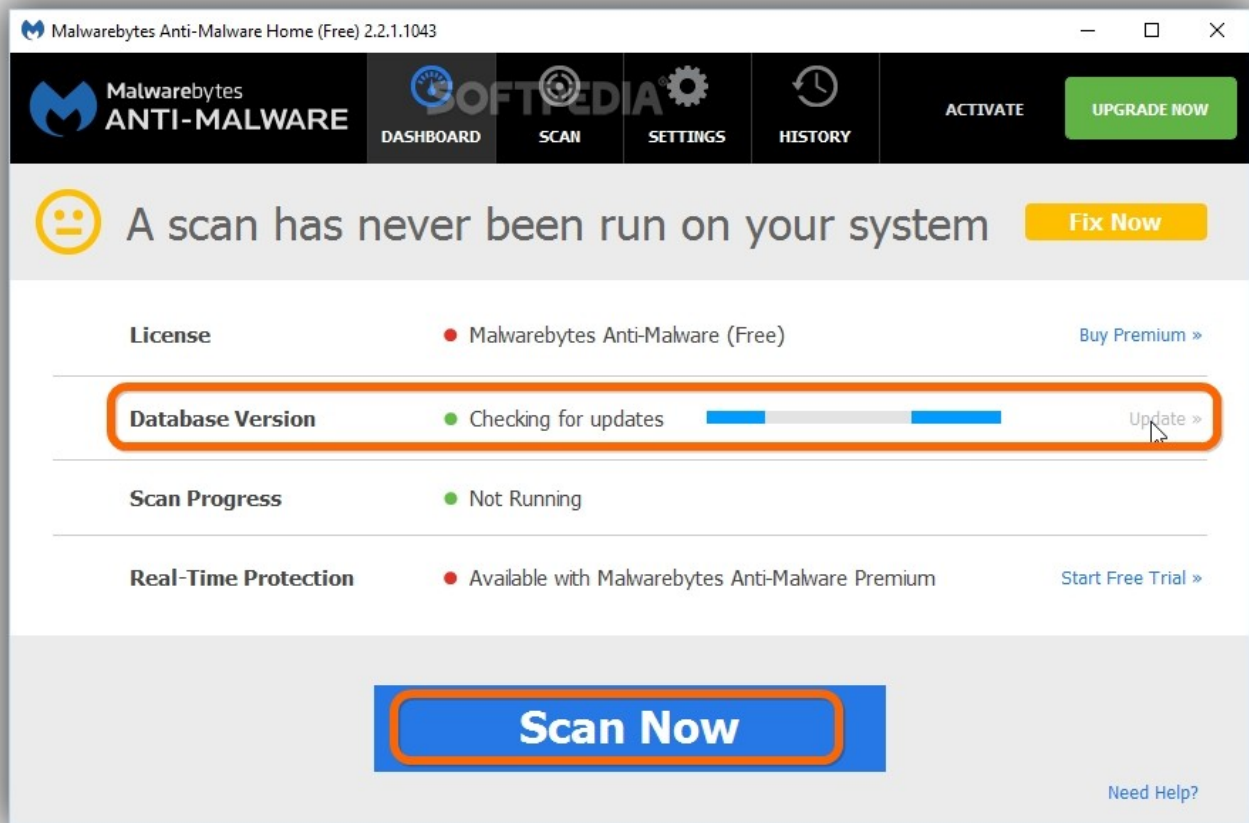 Malwarebytes Anti-Malware Home (Free) 2.2.1.1043
Malwarebytes
ANTI-MALWARE
SOFTPEDIA®
DASHBOARD
SCAN
SETTINGS
HISTORY
ACTIVATE
UPGRADE NOW
A scan has never been run on your system
Fix Now
License Malwarebytes Anti-Malware (Free) Buy Premium »
Database Version Checking for updates Update »
Scan Progress Not Running
Real-Time Protection Available with Malwarebytes Anti-Malware Premium Start Free Trial »
Scan Now
Need Help?